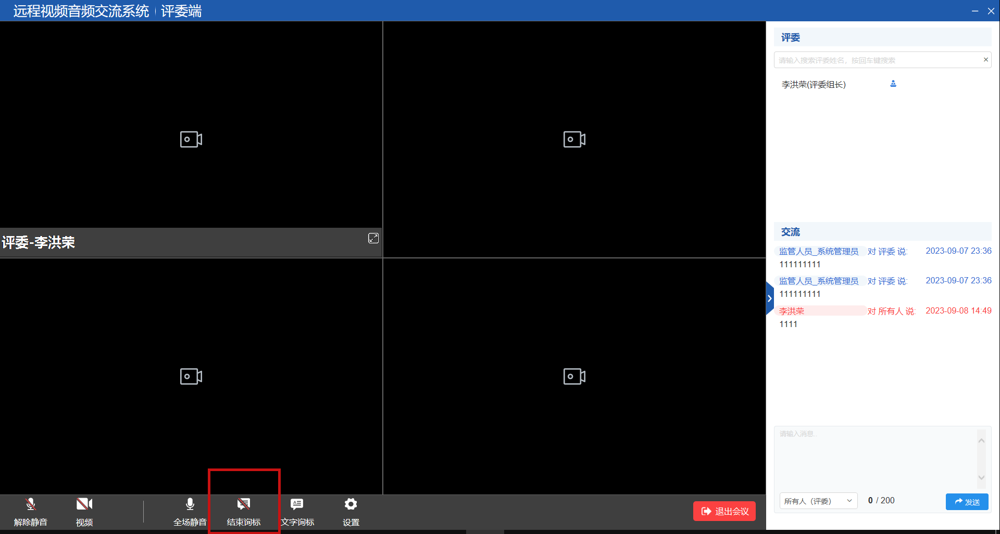 远程视频音频交流系统 | 评委端
评委
请输入搜索评委姓名，按回车键搜索
李洪荣(评委组长)
评委-李洪荣
交流
监管人员_系统管理员 对 评委 说: 2023-09-07 23:36
111111111
监管人员_系统管理员 对 评委 说: 2023-09-07 23:36
111111111
李洪荣 对 所有人 说: 2023-09-08 14:49
1111
请输入消息...
所有人（评委） 0 / 200 发送
解除静音 视频 全场静音 结束询标 文字询标 设置 退出会议